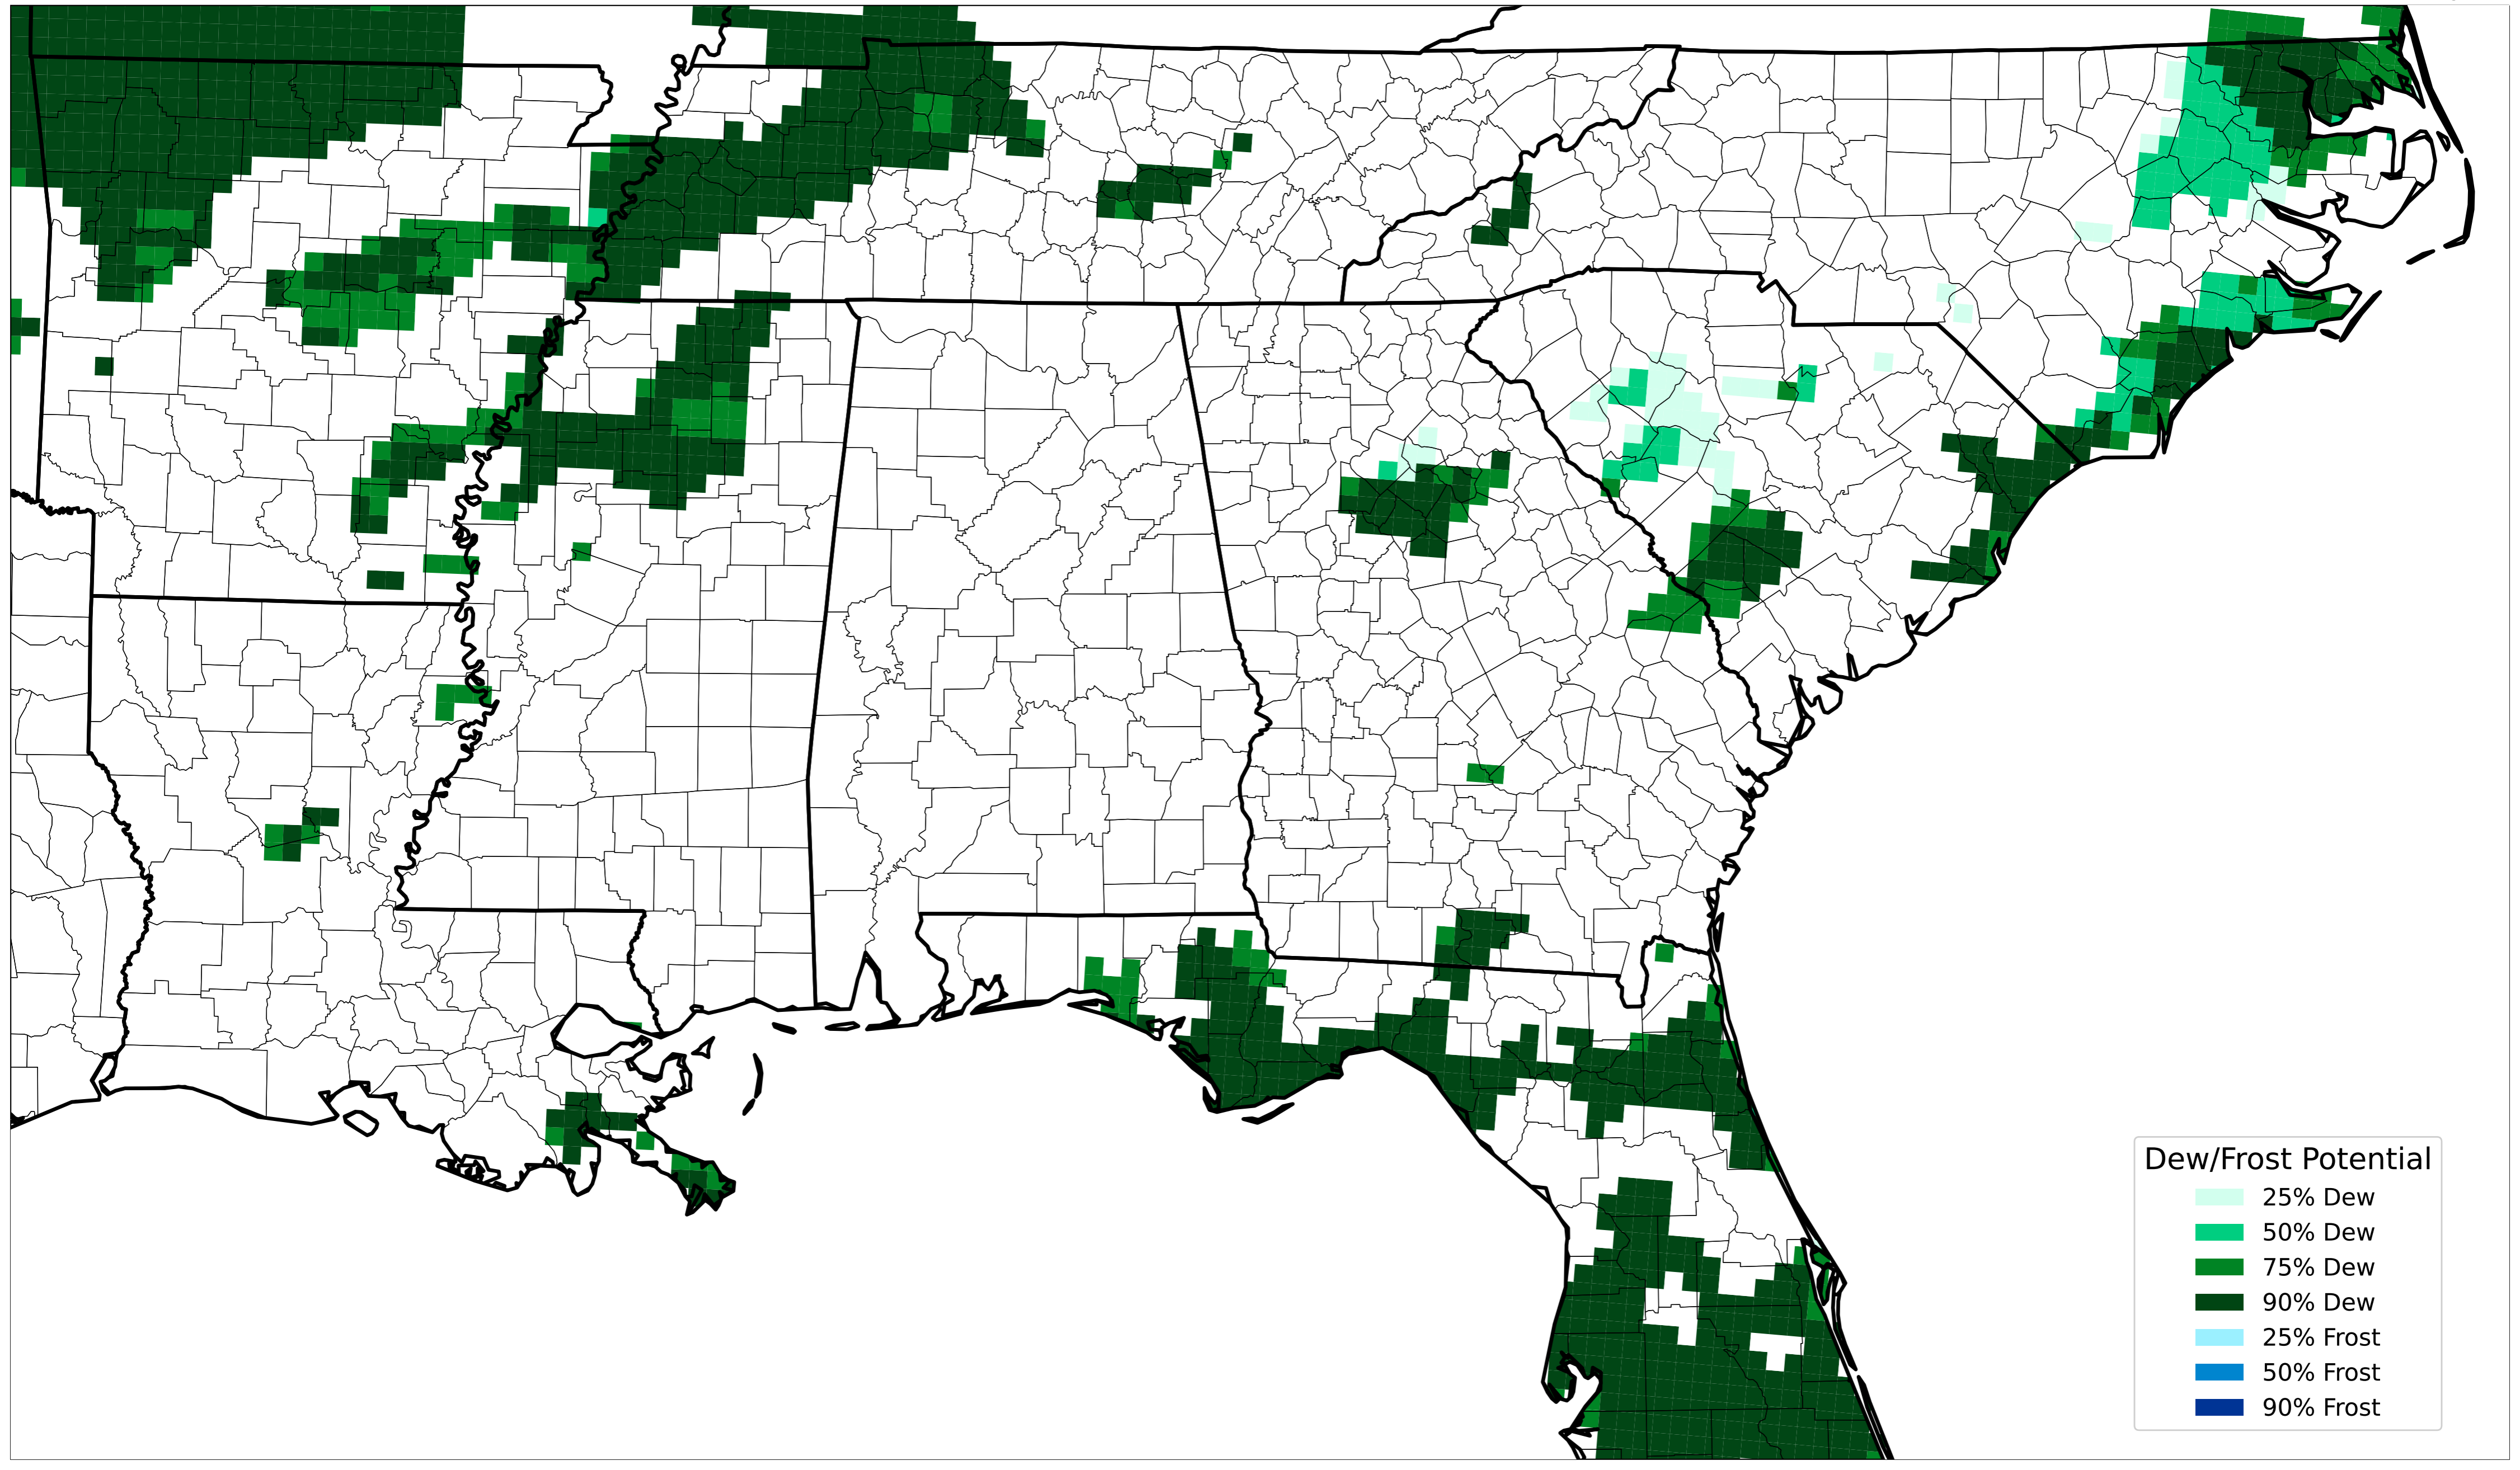 Dew/Frost Potential
25% Dew
50% Dew
75% Dew
90% Dew
25% Frost
50% Frost
90% Frost